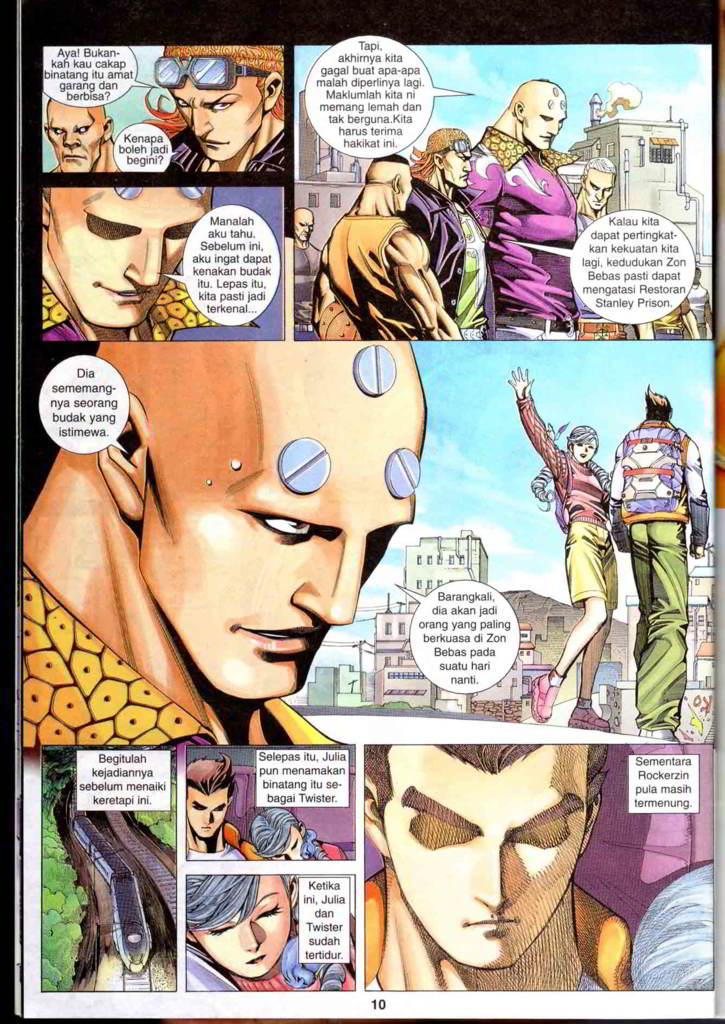 Aya! Bukan-
kah kau cakap
binatang itu amat
garang dan
berbisa?
Kenapa
boleh jadi
begini?
Tapi,
akhirnya kita
gagal buat apa-apa
malah diperlinya lagi.
Maklumlah kita ni
memang lemah dan
tak berguna.Kita
harus terima
hakikat ini.
Manalah
aku tahu.
Sebelum ini,
aku ingat dapat
kenakan budak
itu. Lepas itu,
kita pasti jadi
terkenal...
Kalau kita
dapat pertingkat-
kan kekuatan kita
lagi, kedudukan Zon
Bebas pasti dapat
mengatasi Restoran
Stanley Prison.
Dia
sememang-
nya seorang
budak yang
istimewa.
Barangkali,
dia akan jadi
orang yang paling
berkuasa di Zon
Bebas pada
suatu hari
nanti.
Begitulah
kejadiannya
sebelum menaiki
keretapi ini.
Selepas itu, Julia
pun menamakan
binatang itu se-
bagai Twister.
Ketika
ini, Julia
dan
Twister
sudah
tertidur.
Sementara
Rockerzin
pula masih
termenung.
10